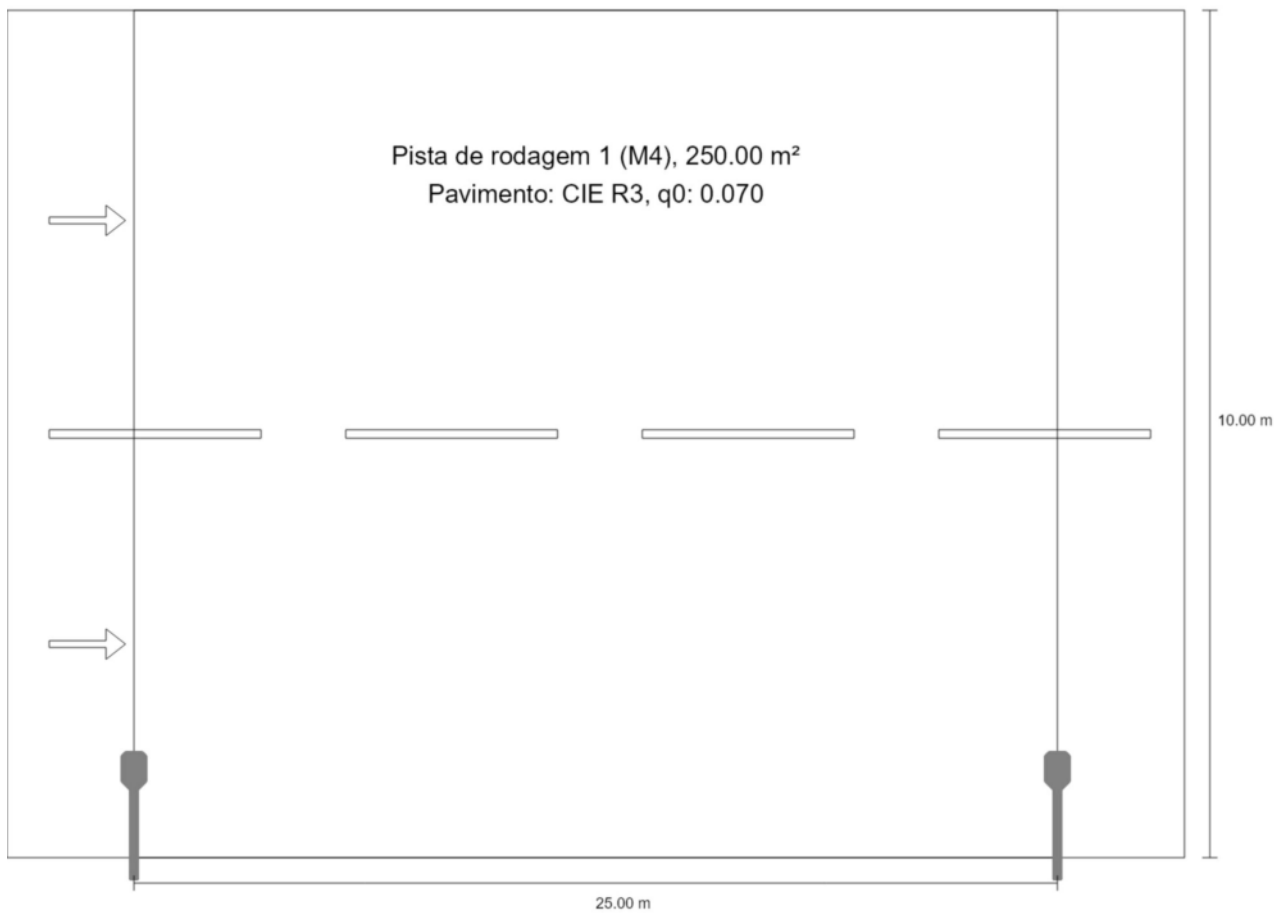 Pista de rodagem 1 (M4), 250.00 m²
Pavimento: CIE R3, q0: 0.070
10.00 m
25.00 m